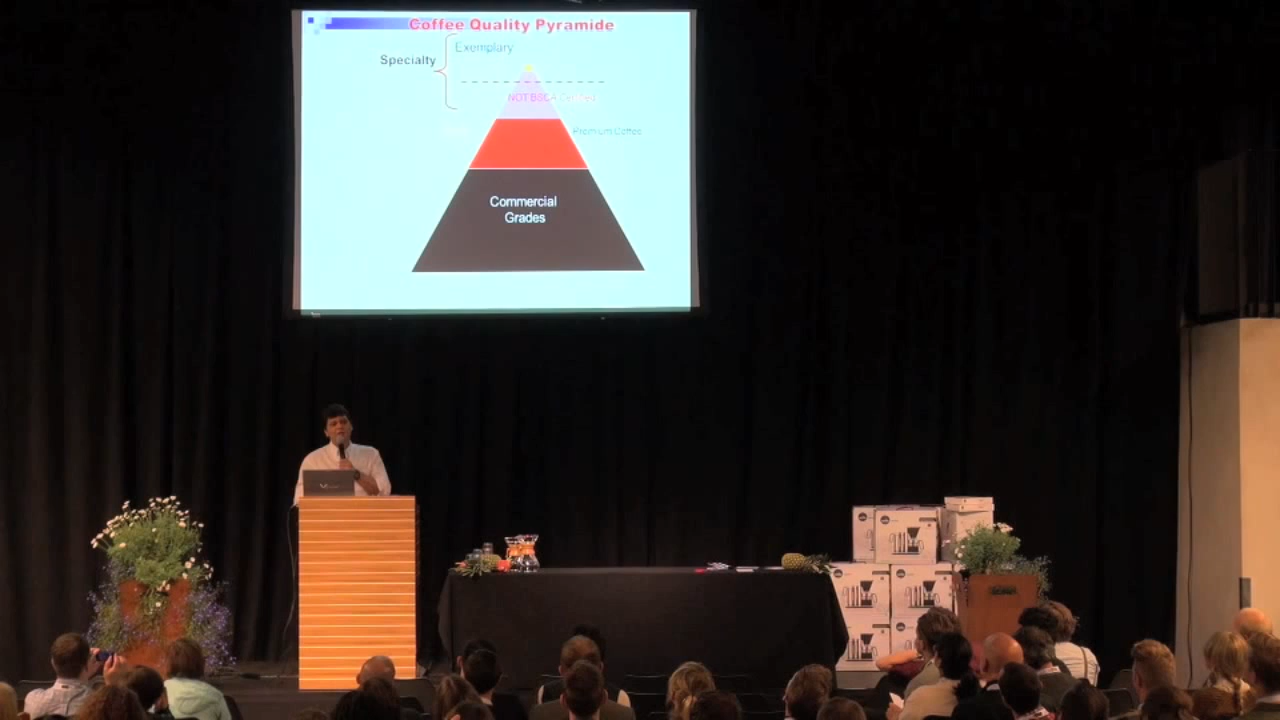 Coffee Quality Pyramide
Exemplary
Specialty
NOT BSCA Certified
Premium Coffee
Commercial
Grades